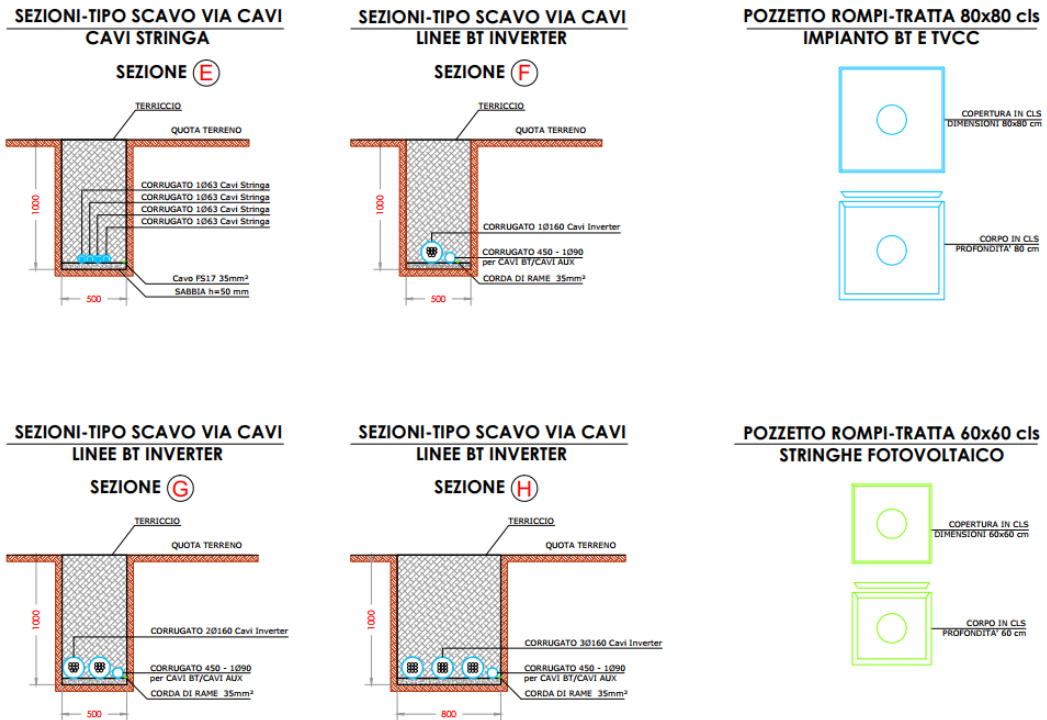 SEZIONI-TIPO SCAVO VIA CAVI
CAVI STRINGA
SEZIONE E
TERRICCIO
QUOTA TERRENO
1000
CORRUGATO 1Ø63 Cavi Stringa
CORRUGATO 1Ø63 Cavi Stringa
CORRUGATO 1Ø63 Cavi Stringa
CORRUGATO 1Ø63 Cavi Stringa
Cavo FS17 35mm²
SABBIA h=50 mm
500
SEZIONI-TIPO SCAVO VIA CAVI
LINEE BT INVERTER
SEZIONE F
TERRICCIO
QUOTA TERRENO
1000
CORRUGATO 1Ø160 Cavi Inverter
CORRUGATO 450 - 1Ø90
per CAVI BT/CAVI AUX
CORDA DI RAME 35mm²
500
POZZETTO ROMPI-TRATTA 80x80 cls
IMPIANTO BT E TVCC
COPERTURA IN CLS
DIMENSIONI 80x80 cm
CORPO IN CLS
PROFONDITA' 80 cm
SEZIONI-TIPO SCAVO VIA CAVI
LINEE BT INVERTER
SEZIONE G
TERRICCIO
QUOTA TERRENO
1000
CORRUGATO 2Ø160 Cavi Inverter
CORRUGATO 450 - 1Ø90
per CAVI BT/CAVI AUX
CORDA DI RAME 35mm²
500
SEZIONI-TIPO SCAVO VIA CAVI
LINEE BT INVERTER
SEZIONE H
TERRICCIO
QUOTA TERRENO
1000
CORRUGATO 3Ø160 Cavi Inverter
CORRUGATO 450 - 1Ø90
per CAVI BT/CAVI AUX
CORDA DI RAME 35mm²
800
POZZETTO ROMPI-TRATTA 60x60 cls
STRINGHE FOTOVOLTAICO
COPERTURA IN CLS
DIMENSIONI 60x60 cm
CORPO IN CLS
PROFONDITA' 60 cm